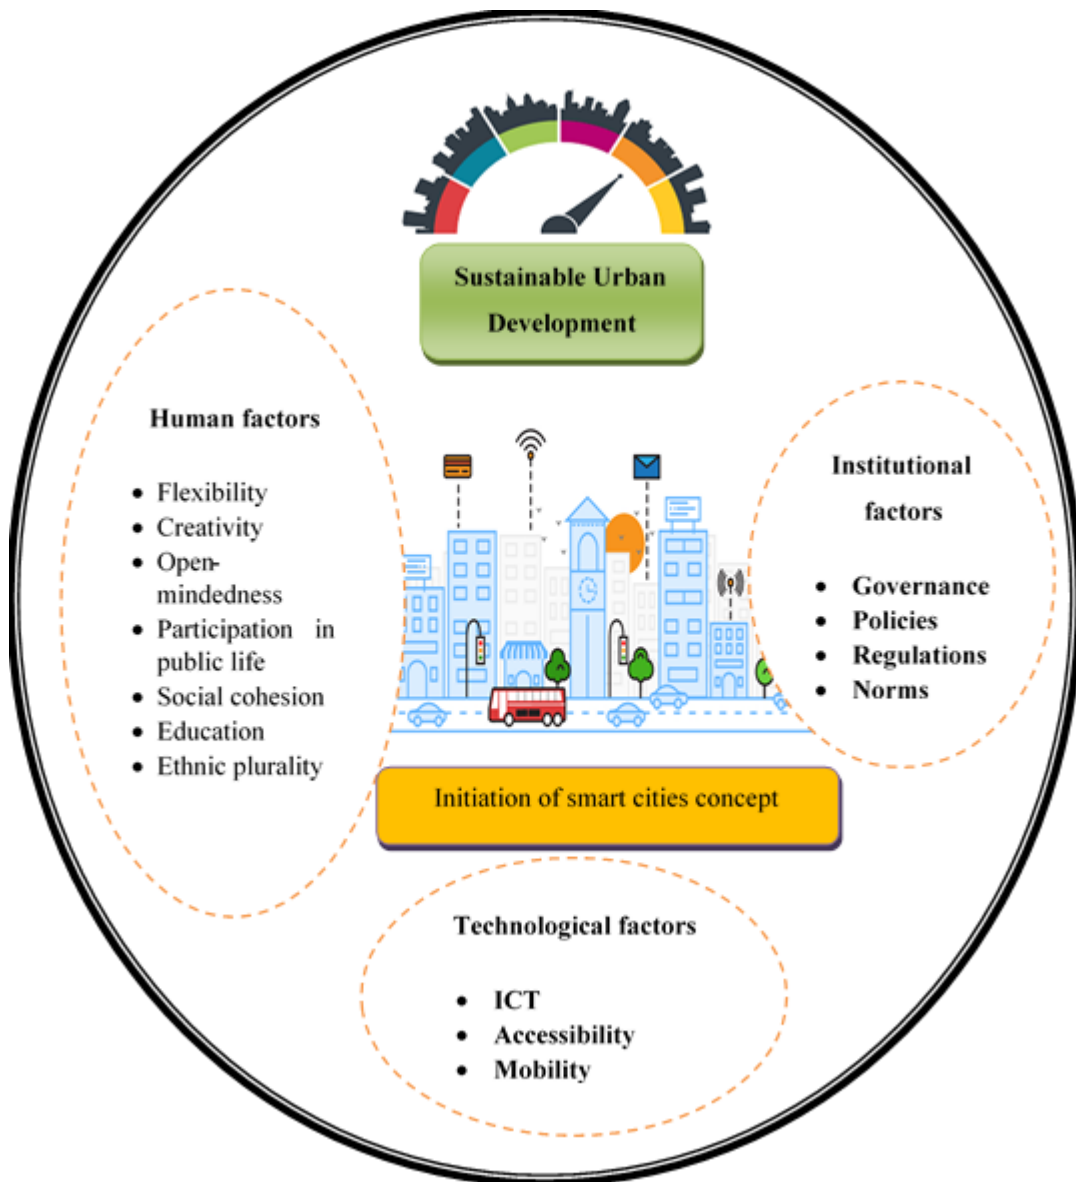 Sustainable Urban
Development
Human factors
• Flexibility
• Creativity
• Open-
mindedness
• Participation in
public life
• Social cohesion
• Education
• Ethnic plurality
Institutional
factors
• Governance
• Policies
• Regulations
• Norms
Initiation of smart cities concept
Technological factors
• ICT
• Accessibility
• Mobility